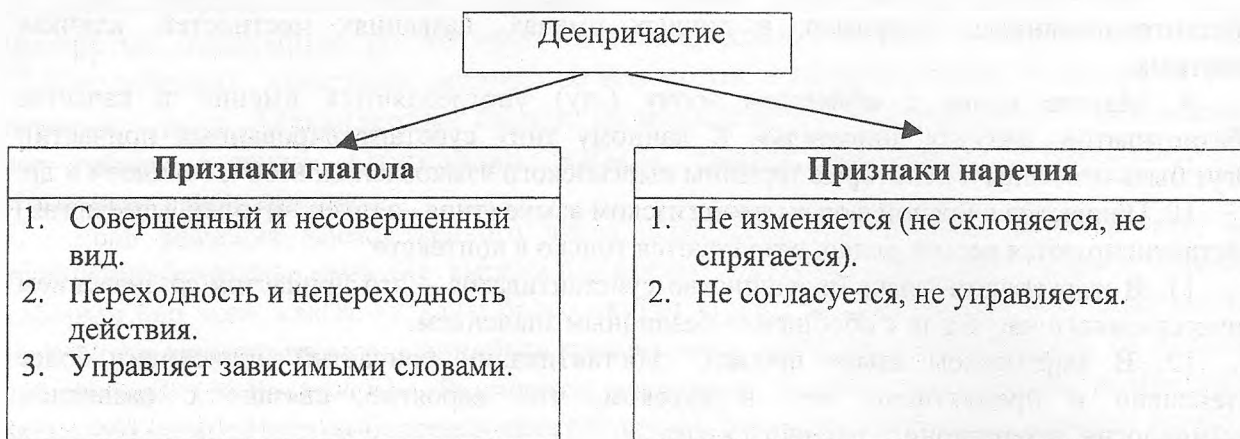 Деепричастие
Признаки глагола
1. Совершенный и несовершенный
вид.
2. Переходность и непереходность
действия.
3. Управляет зависимыми словами.
Признаки наречия
1. Не изменяется (не склоняется, не
спрягается).
2. Не согласуется, не управляется.